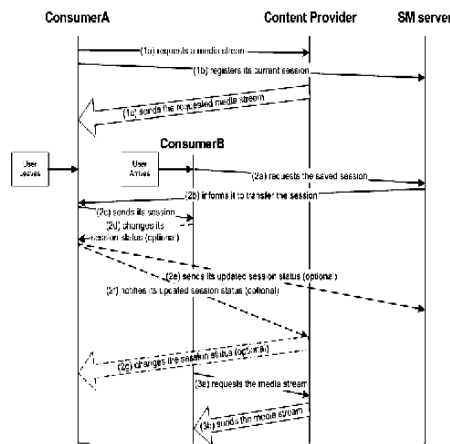 ConsumerA
Content Provider
SM server
(1a) requests a media stream
(1b) registers its current session
(1c) sends the requested media stream
ConsumerB
User
Leaves
User
Arrives
(2a) requests the saved session
(2b) informs it to transfer the session
(2c) sends its session
(2d) changes its
session status (optional)
(2e) sends its updated session status (optional)
(2f) notifies its updated session status (optional)
(2g) changes the session status (optional)
(3a) requests the media stream
(3b) sends the media stream